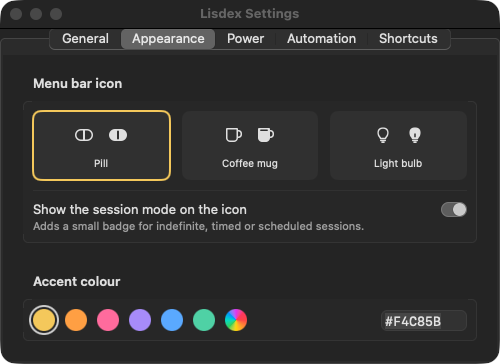 Lisdex Settings
General Appearance Power Automation Shortcuts
Menu bar icon
Pill Coffee mug Light bulb
Show the session mode on the icon
Adds a small badge for indefinite, timed or scheduled sessions.
Accent colour
#F4C85B